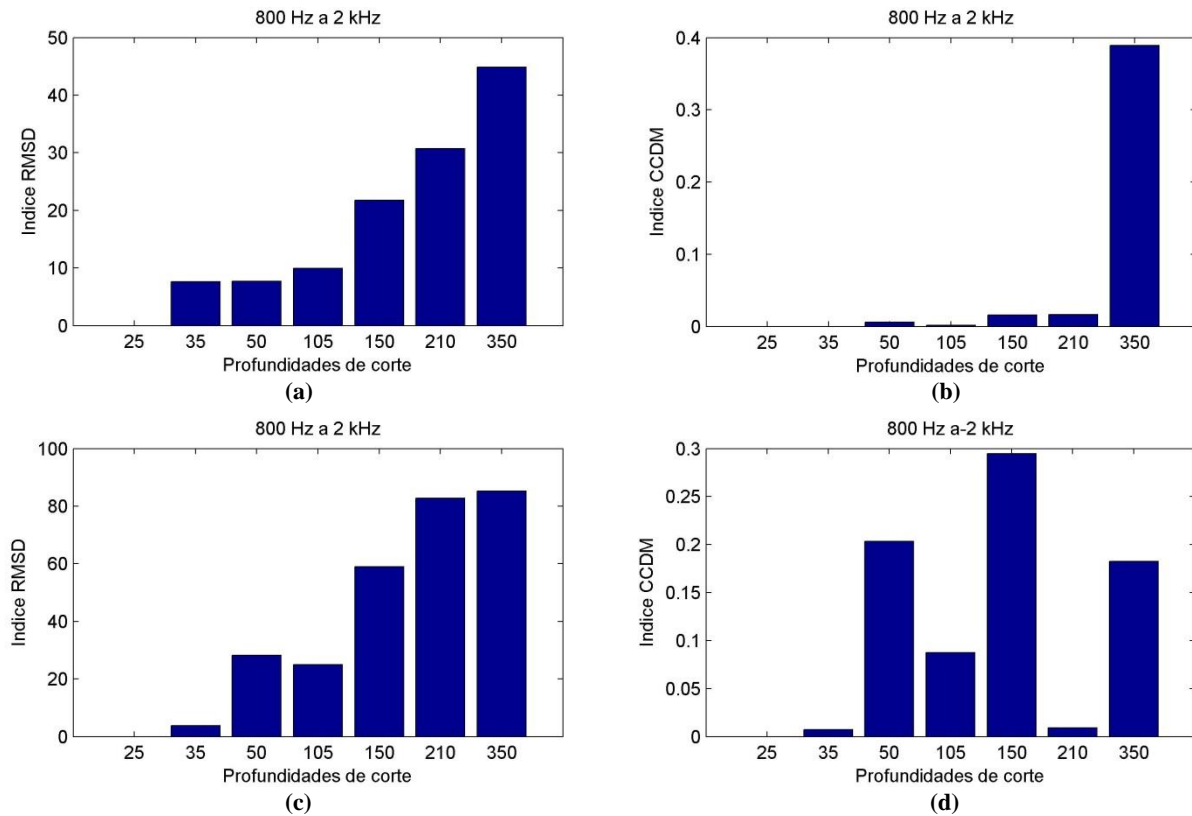 800 Hz a 2 kHz
50
40
30
20
10
0
Indice RMSD
25 35 50 105 150 210 350
Profundidades de corte
(a)
800 Hz a 2 kHz
0.4
0.3
0.2
0.1
0
Indice CCDM
25 35 50 105 150 210 350
Profundidades de corte
(b)
800 Hz a 2 kHz
100
80
60
40
20
0
Indice RMSD
25 35 50 105 150 210 350
Profundidades de corte
(c)
800 Hz a-2 kHz
0.3
0.25
0.2
0.15
0.1
0.05
0
Indice CCDM
25 35 50 105 150 210 350
Profundidades de corte
(d)